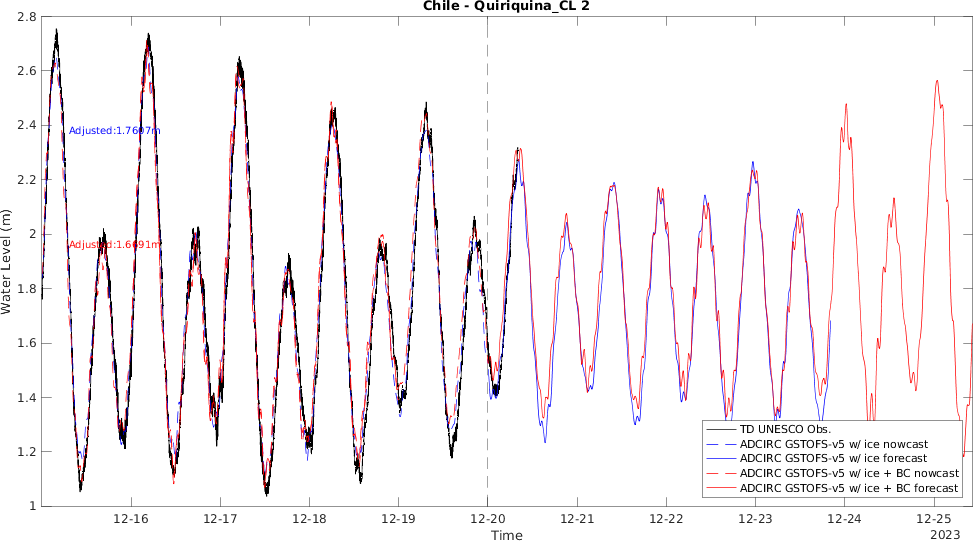 Chile - Quiriquina_CL 2
2.8
2.6
2.4
2.2
2
1.8
1.6
1.4
1.2
1
Water Level (m)
Adjusted:1.7607m
Adjusted:1.6691m
TD UNESCO Obs.
ADCIRC GSTOFS-v5 w/ ice nowcast
ADCIRC GSTOFS-v5 w/ ice forecast
ADCIRC GSTOFS-v5 w/ ice + BC nowcast
ADCIRC GSTOFS-v5 w/ ice + BC forecast
12-16
12-17
12-18
12-19
12-20
12-21
12-22
12-23
12-24
12-25
Time
2023